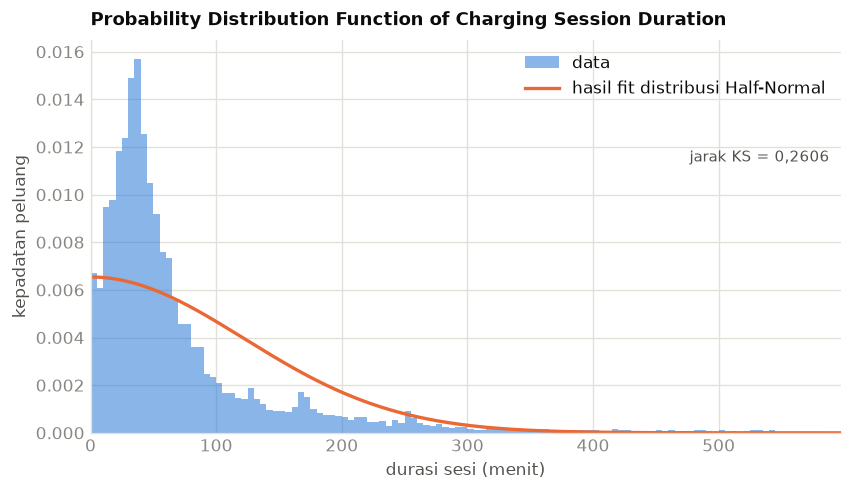 Probability Distribution Function of Charging Session Duration
data
hasil fit distribusi Half-Normal
jarak KS = 0,2606
kepadatan peluang
0.016
0.014
0.012
0.010
0.008
0.006
0.004
0.002
0.000
0 100 200 300 400 500
durasi sesi (menit)